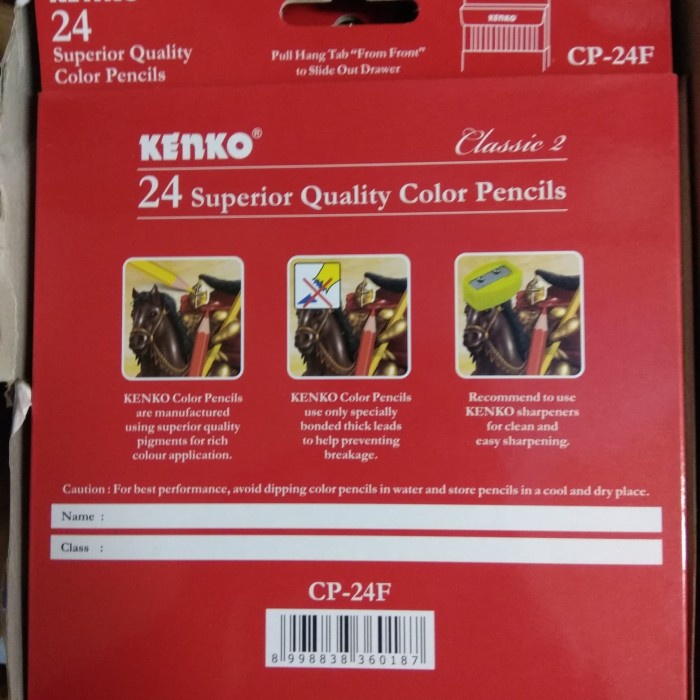 24
Superior Quality
Color Pencils
Pull Hang Tab "From Front"
to Slide Out Drawer
KENKO
CP-24F
KENKO®
Classic 2
24 Superior Quality Color Pencils
KENKO Color Pencils
are manufactured
using superior quality
pigments for rich
colour application.
KENKO Color Pencils
use only specially
bonded thick leads
to help preventing
breakage.
Recommend to use
KENKO sharpeners
for clean and
easy sharpening.
Caution : For best performance, avoid dipping color pencils in water and store pencils in a cool and dry place.
Name :
Class :
CP-24F
8 998838 360187